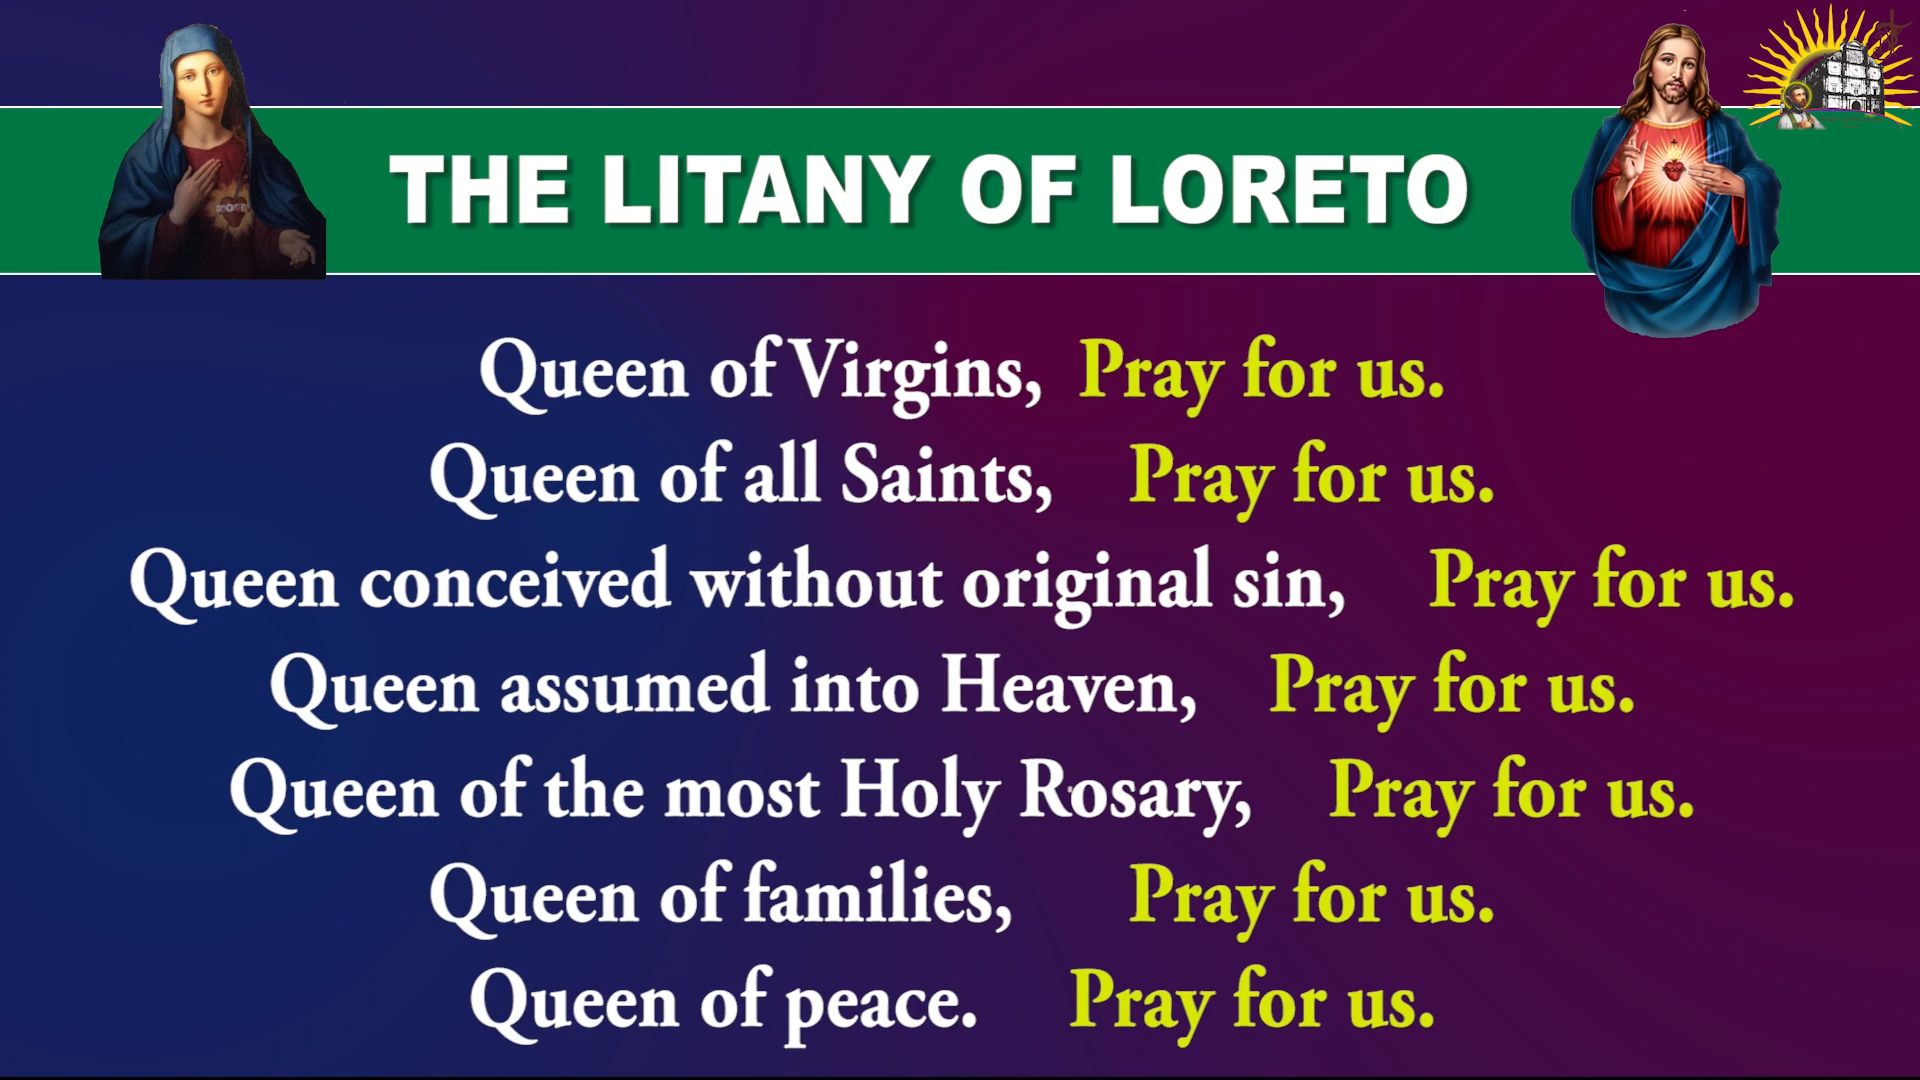 THE LITANY OF LORETO
Queen of Virgins, Pray for us.
Queen of all Saints, Pray for us.
Queen conceived without original sin, Pray for us.
Queen assumed into Heaven, Pray for us.
Queen of the most Holy Rosary, Pray for us.
Queen of families, Pray for us.
Queen of peace. Pray for us.